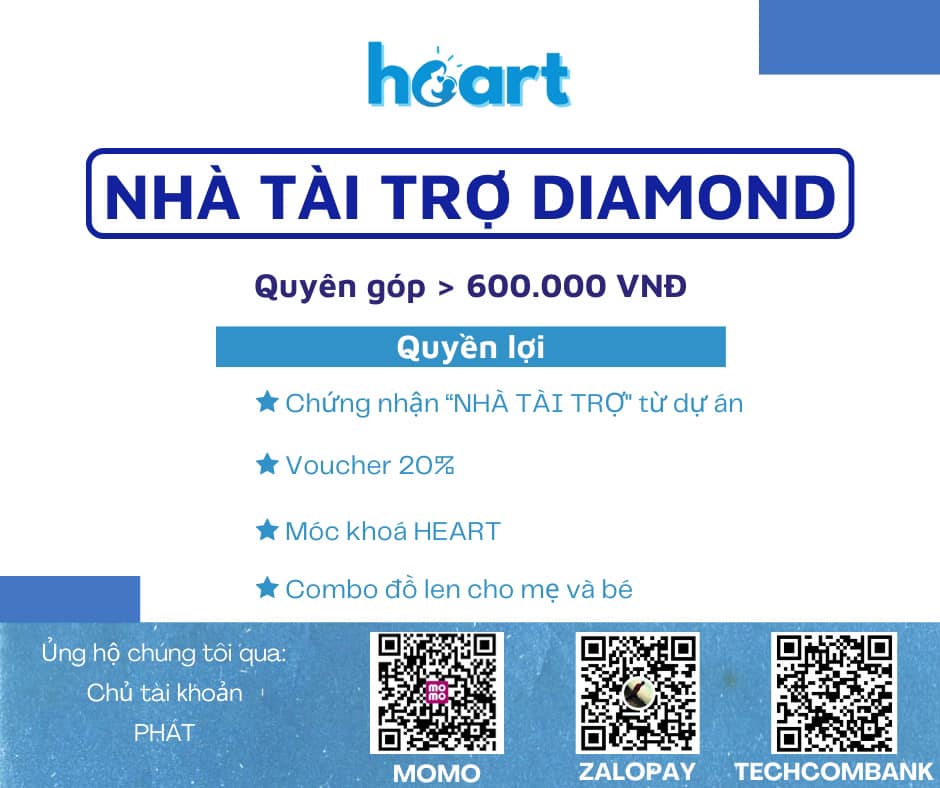 heart
NHÀ TÀI TRỢ DIAMOND
Quyên góp > 600.000 VNĐ
Quyền lợi
Chứng nhận “NHÀ TÀI TRỢ" từ dự án
Voucher 20%
Móc khoá HEART
Combo đồ len cho mẹ và bé
Ủng hộ chúng tôi qua:
Chủ tài khoản
PHÁT
mo
mo
MOMO
ZALOPAY
TECHCOMBANK